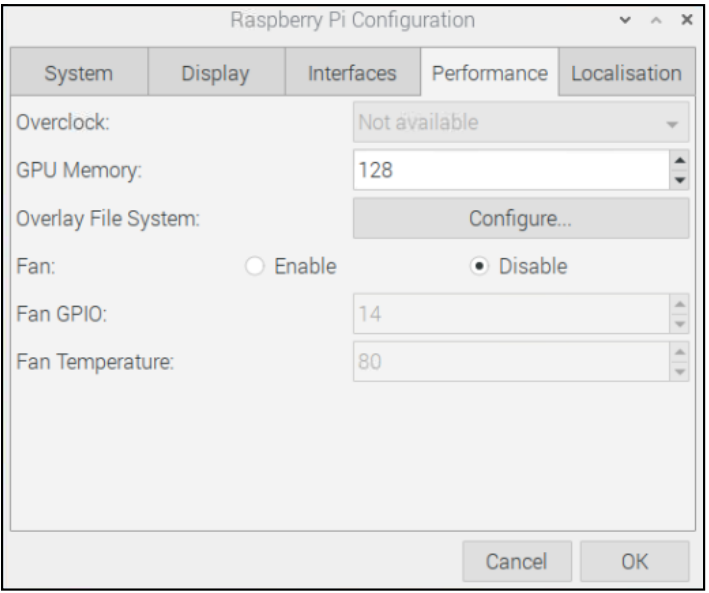 Raspberry Pi Configuration
System Display Interfaces Performance Localisation
Overclock: Not available
GPU Memory: 128
Overlay File System: Configure...
Fan: Enable Disable
Fan GPIO: 14
Fan Temperature: 80
Cancel OK